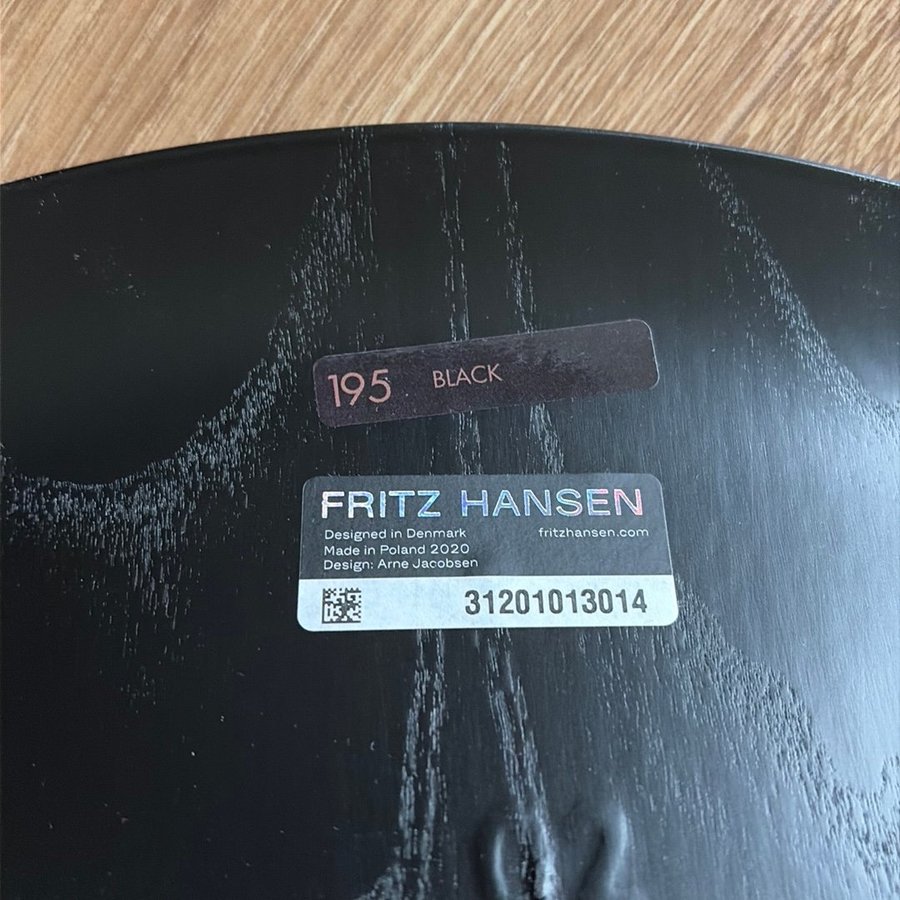 195 BLACK
FRITZ HANSEN
Designed in Denmark fritzhansen.com
Made in Poland 2020
Design: Arne Jacobsen
31201013014